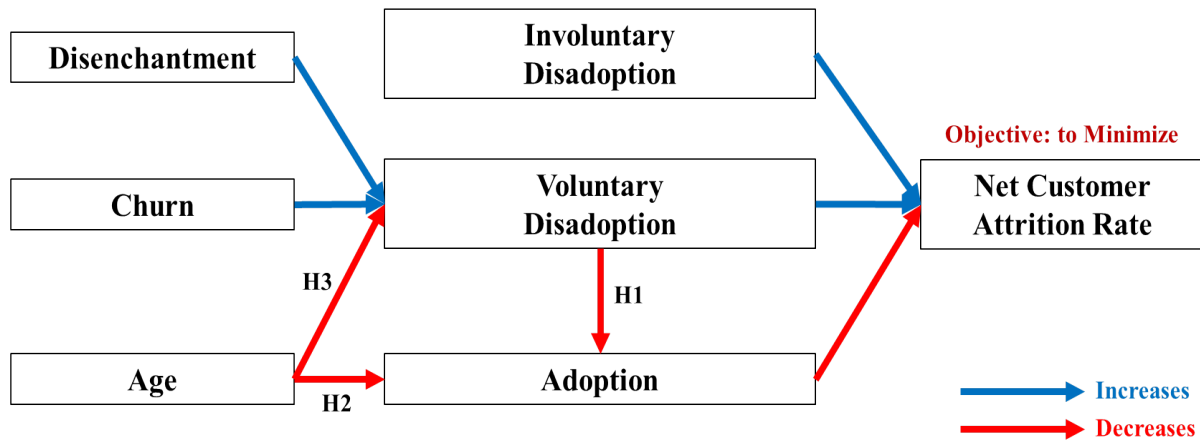 Disenchantment
Involuntary
Disadoption
Objective: to Minimize
Churn
Voluntary
Disadoption
Net Customer
Attrition Rate
H3
H1
Age
H2
Adoption
Increases
Decreases